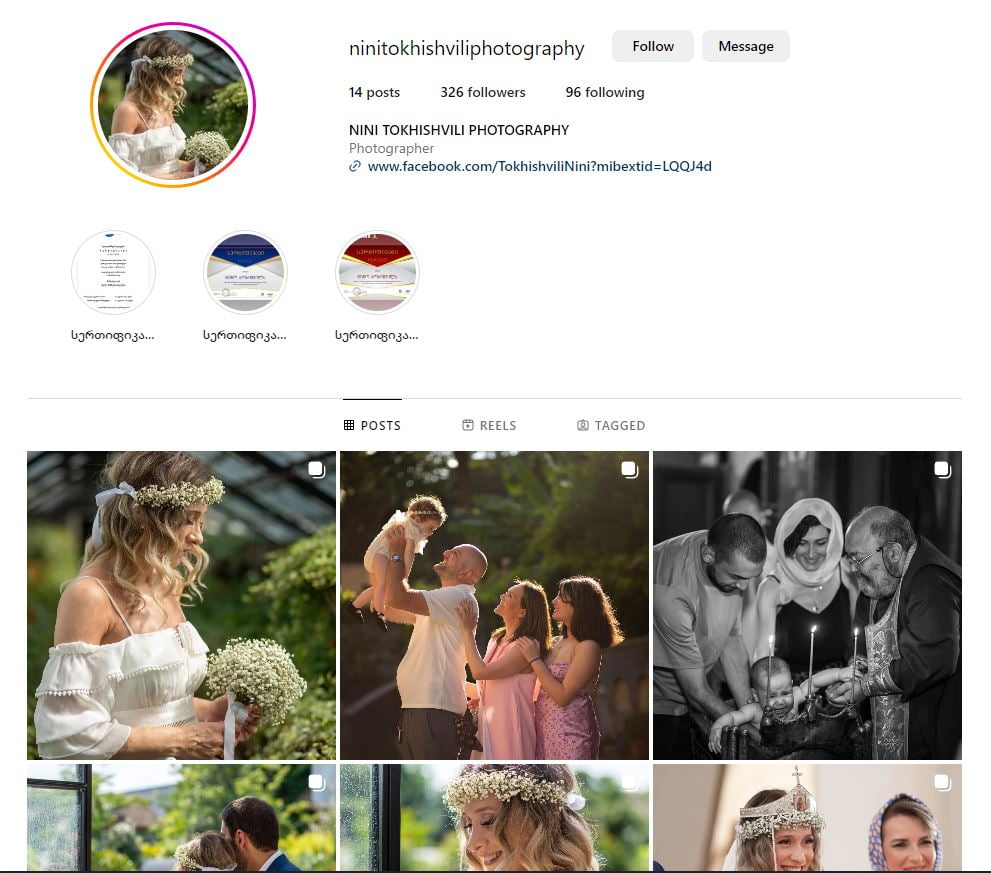 ninitokhishviliphotography Follow Message
14 posts 326 followers 96 following
NINI TOKHISHVILI PHOTOGRAPHY
Photographer
www.facebook.com/TokhishviliNini?mibextid=LQQJ4d
სერთიფიკა... სერთიფიკა... სერთიფიკა...
POSTS REELS TAGGED